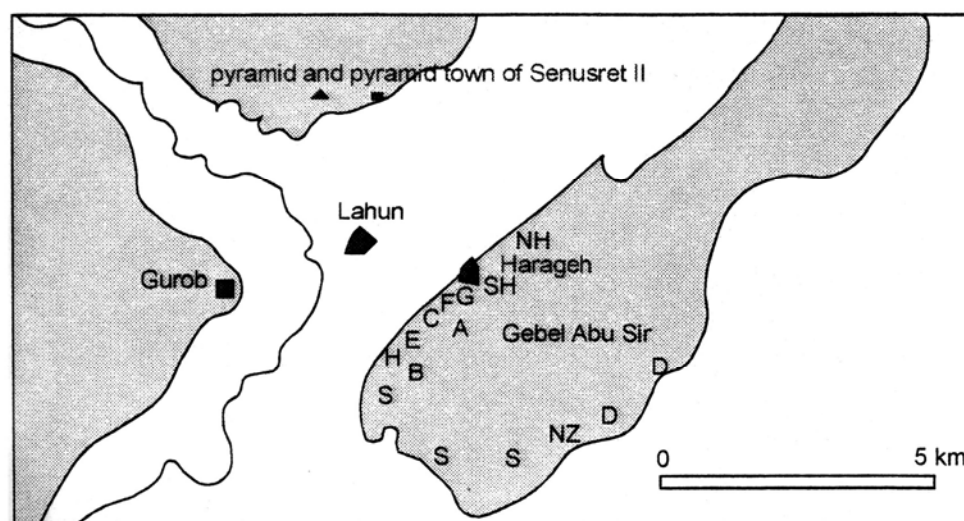 pyramid and pyramid town of Senusret II
Lahun
NH
Harageh
Gurob
SH
G
F
C
A
E
Gebel Abu Sir
H
B
D
S
D
NZ
S
S
0 5 km